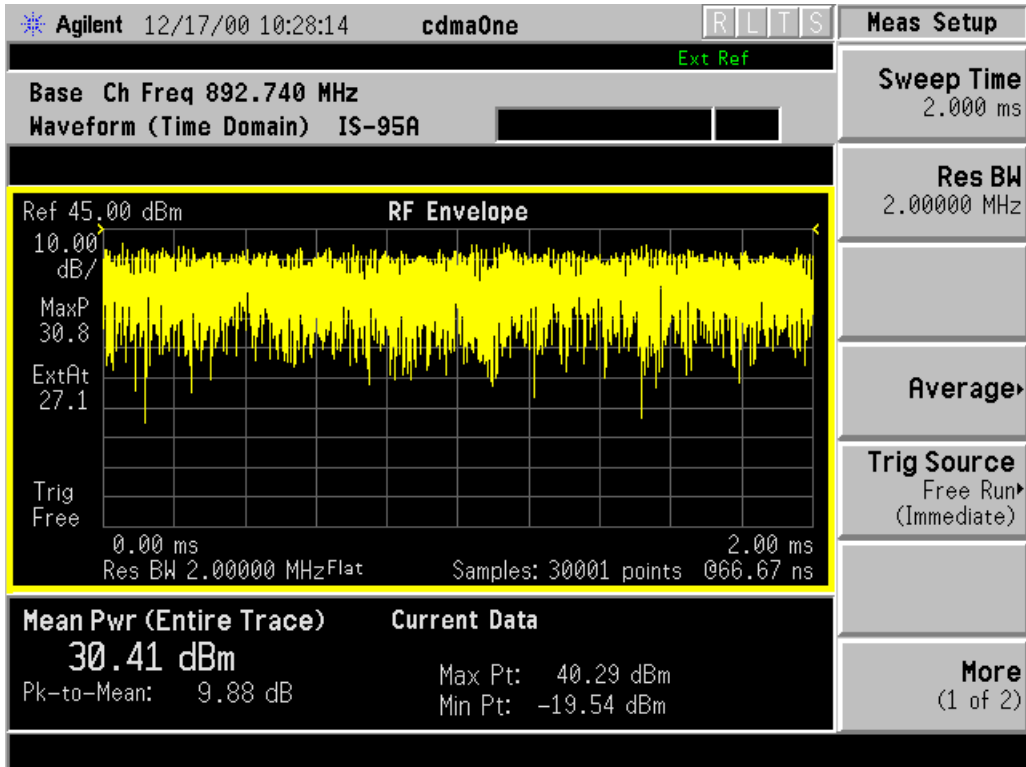 Agilent 12/17/00 10:28:14 cdmaOne R L T S Meas Setup
Ext Ref
Base Ch Freq 892.740 MHz
Waveform (Time Domain) IS-95A
Sweep Time
2.000 ms
Res BW
2.00000 MHz
Average
Trig Source
Free Run
(Immediate)
More
(1 of 2)
Ref 45.00 dBm RF Envelope
10.00
dB/
MaxP
30.8
ExtAt
27.1
Trig
Free
0.00 ms 2.00 ms
Res BW 2.00000 MHz Flat Samples: 30001 points @66.67 ns
Mean Pwr (Entire Trace) Current Data
30.41 dBm
Max Pt: 40.29 dBm
Pk-to-Mean: 9.88 dB
Min Pt: -19.54 dBm